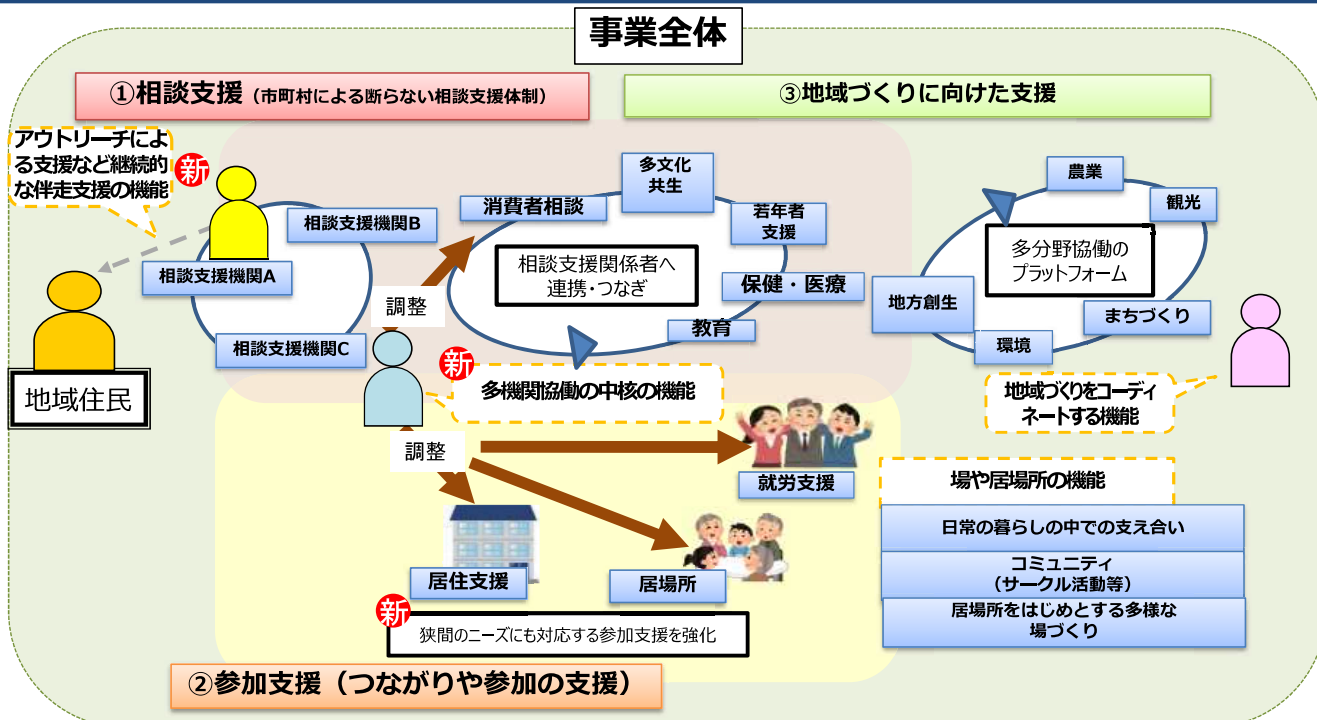 事業全体
①相談支援（市町村による断らない相談支援体制）
③地域づくりに向けた支援
アウトリーチによ
る支援など継続的
な伴走支援の機能
新
相談支援機関B
相談支援機関A
相談支援機関C
地域住民
調整
消費者相談
多文化
共生
若年者
支援
保健・医療
教育
相談支援関係者へ
連携・つなぎ
新
多機関協働の中核の機能
農業
観光
多分野協働の
プラットフォーム
地方創生
まちづくり
環境
地域づくりをコーディ
ネートする機能
調整
就労支援
居住支援
居場所
新
狭間のニーズにも対応する参加支援を強化
②参加支援（つながりや参加の支援）
場や居場所の機能
日常の暮らしの中での支え合い
コミュニティ
（サークル活動等）
居場所をはじめとする多様な
場づくり